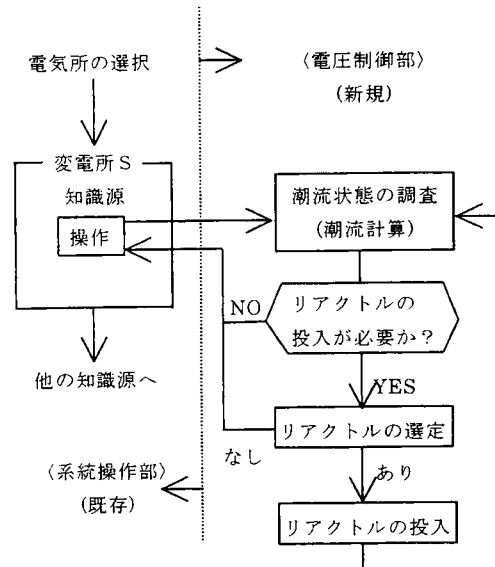 電気所の選択
〈電圧制御部〉
(新規)
変電所S
知識源
操作
潮流状態の調査
(潮流計算)
NO
リアクトルの
投入が必要か?
他の知識源へ
YES
リアクトルの選定
なし
あり
〈系統操作部〉
(既存)
リアクトルの投入